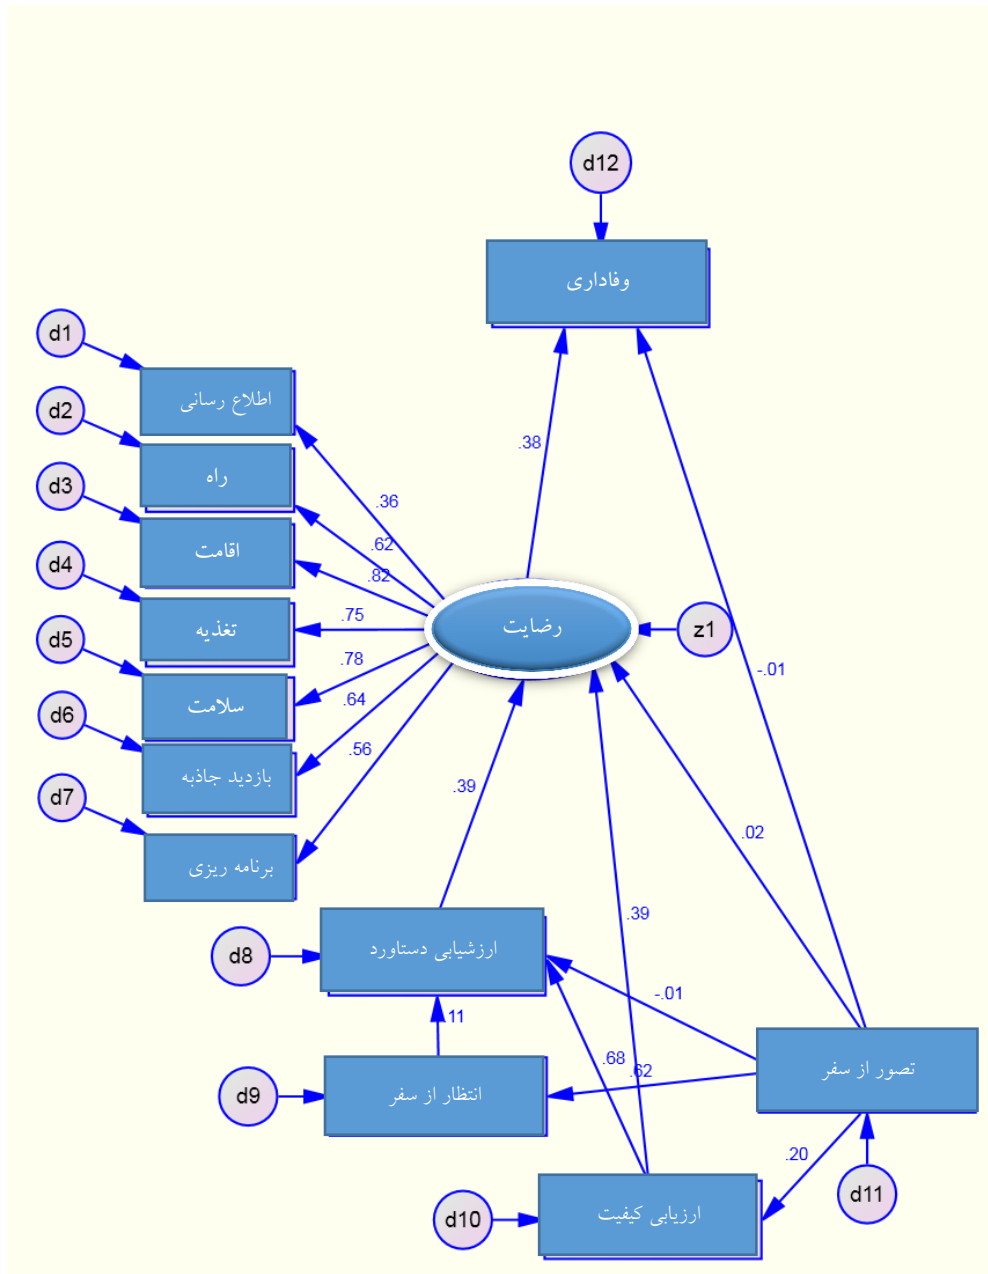 d12
وفاداری
d1
اطلاع رسانی
d2
راه
d3
اقامت
d4
تغذیه
d5
سلامت
d6
بازدید جاذبه
d7
برنامه ریزی
.38
.36
.62
.82
.75
.78
.64
.56
رضایت
z1
-.01
.39
.02
.39
d8
ارزشیابی دستاورد
-.01
11
.68
.62
d9
انتظار از سفر
تصور از سفر
.20
d11
d10
ارزیابی کیفیت